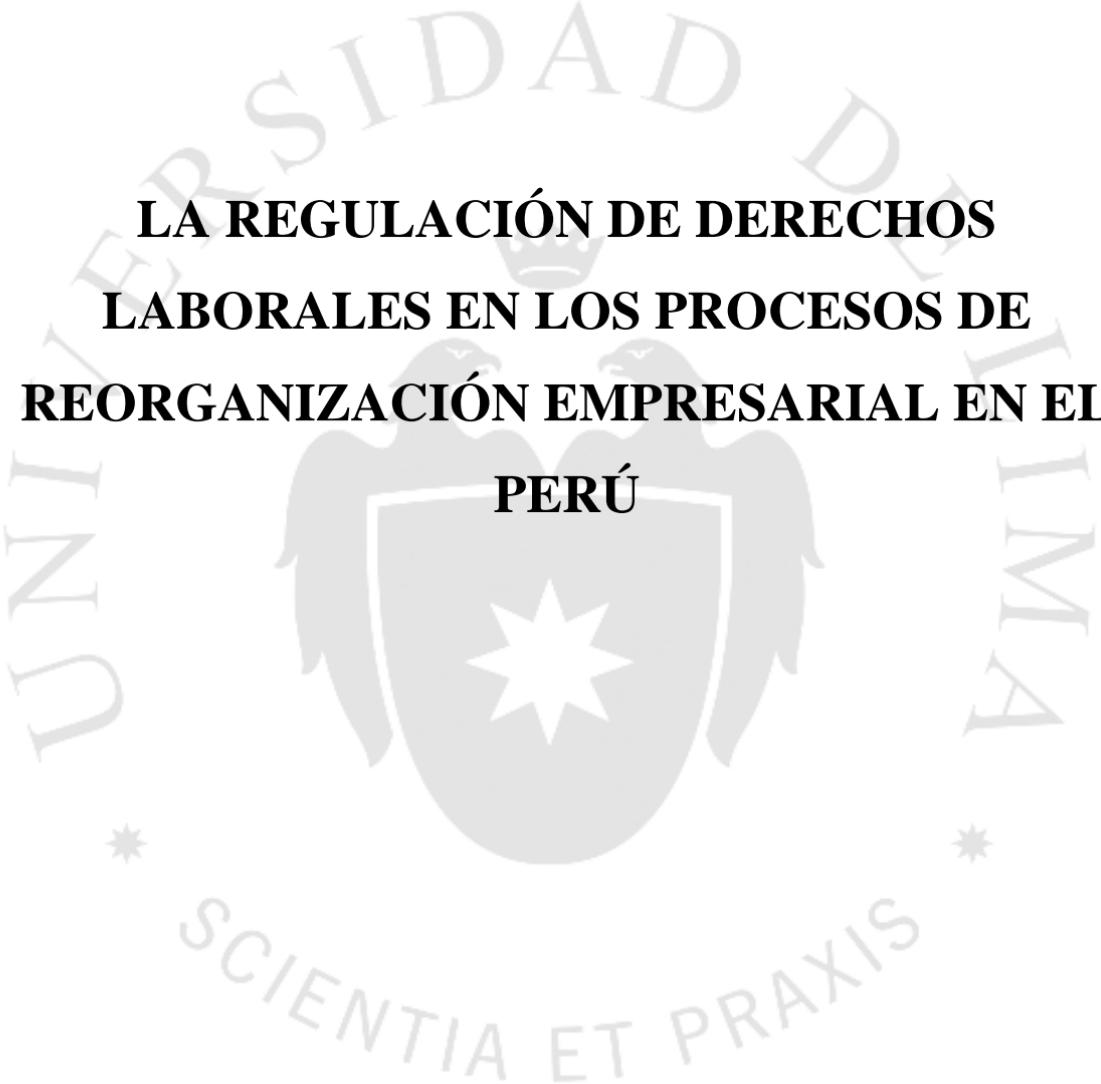 UNIVERSIDAD DE LIMA
LA REGULACIÓN DE DERECHOS
LABORALES EN LOS PROCESOS DE
REORGANIZACIÓN EMPRESARIAL EN EL
PERÚ
SCIENTIA ET PRAXIS